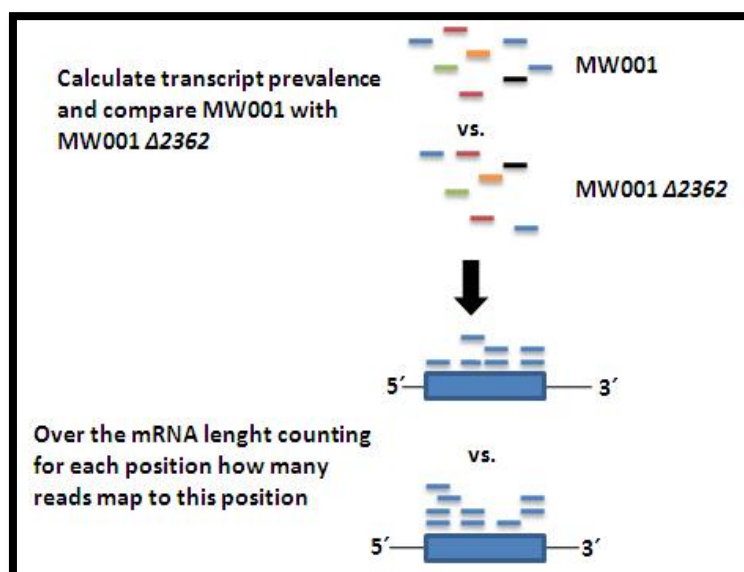 Calculate transcript prevalence
and compare MW001 with
MW001 Δ2362
MW001
vs.
MW001 Δ2362
5´ 3´
Over the mRNA lenght counting
for each position how many
reads map to this position
vs.
5´ 3´